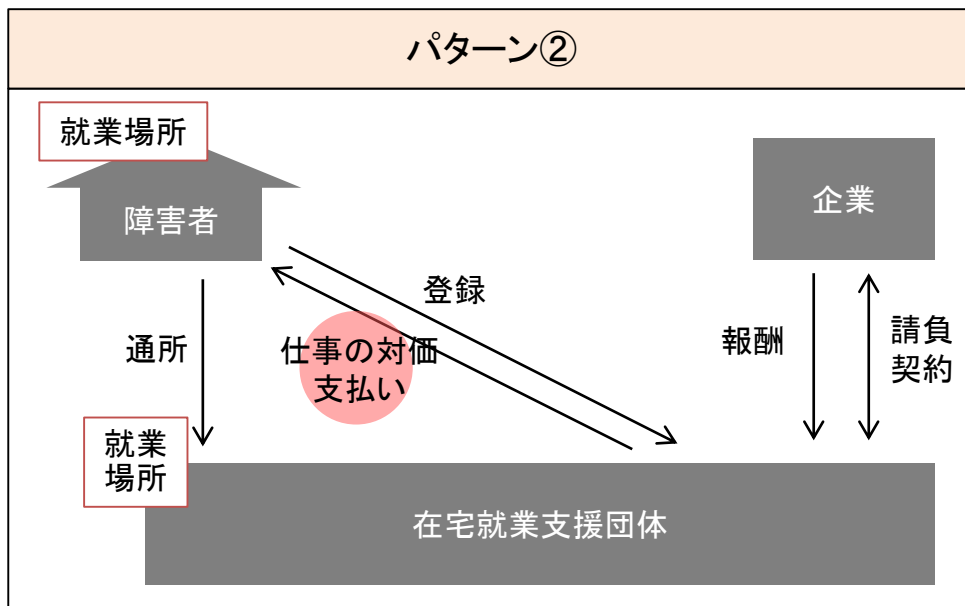 パターン②
就業場所
障害者
企業
登録
通所
仕事の対価
支払い
報酬
請負
契約
就業
場所
在宅就業支援団体